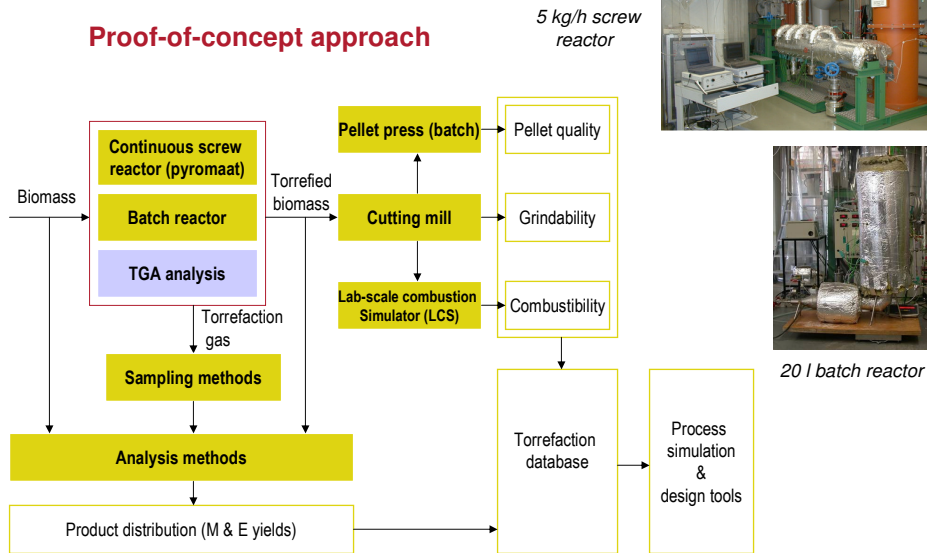 Proof-of-concept approach
5 kg/h screw
reactor
Pellet press (batch)
Pellet quality
Continuous screw
reactor (pyromaat)
Biomass
Torrefied
biomass
Batch reactor
Cutting mill
Grindability
TGA analysis
Lab-scale combustion
Simulator (LCS)
Combustibility
Torrefaction
gas
Sampling methods
20 l batch reactor
Analysis methods
Torrefaction
database
Process
simulation
&
design tools
Product distribution (M & E yields)